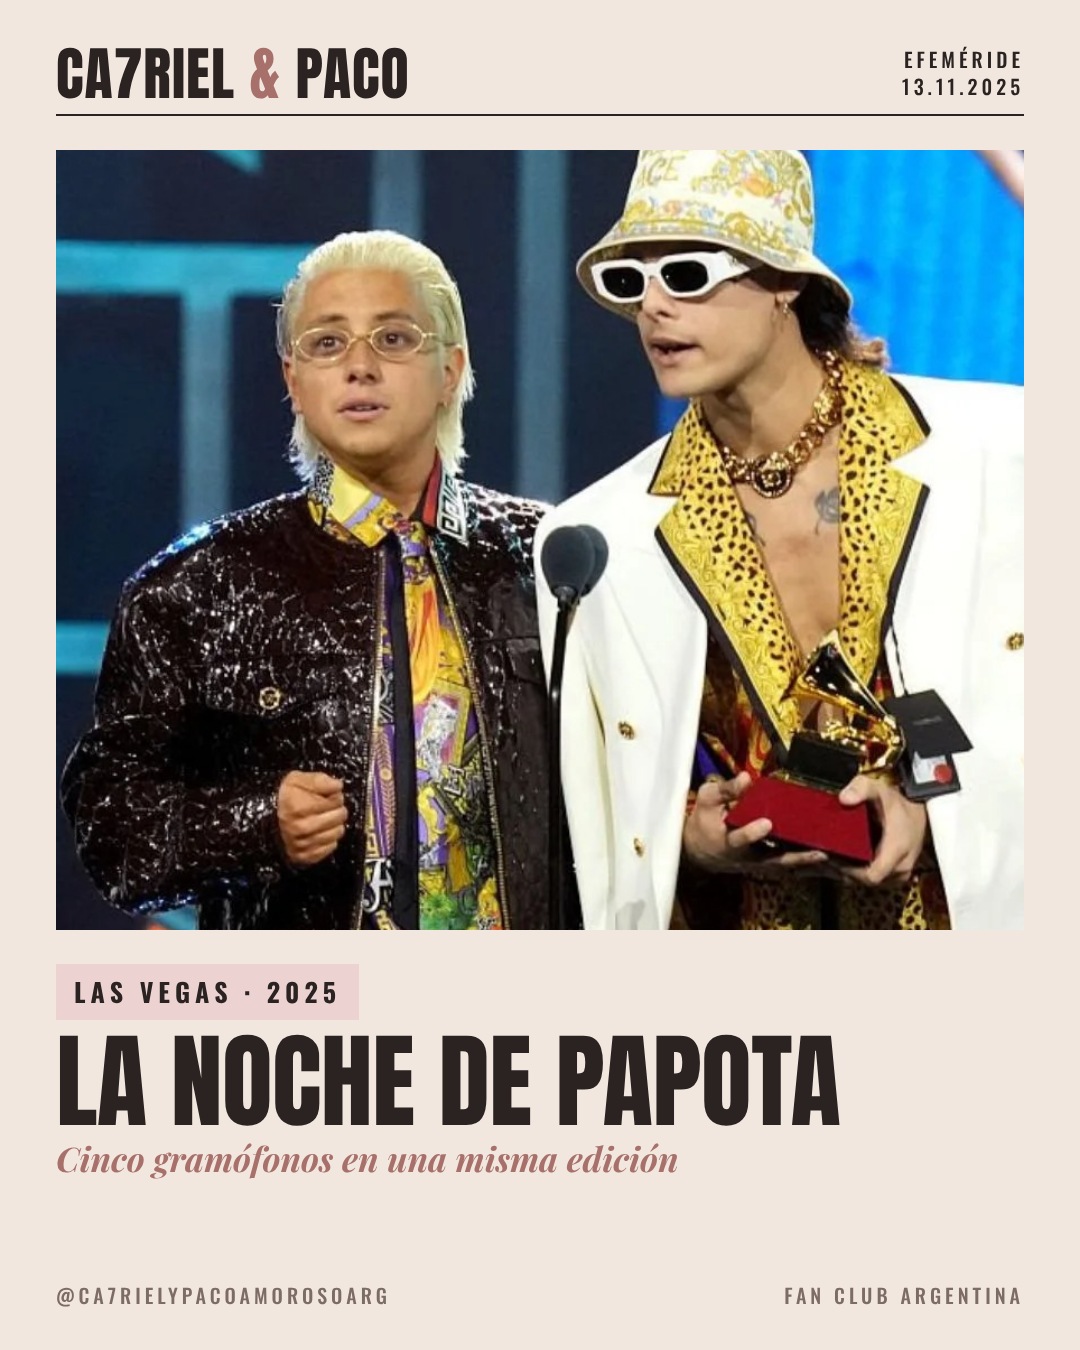 CA7RIEL & PACO
EFEMÉRIDE
13.11.2025
LAS VEGAS · 2025
LA NOCHE DE PAPOTA
Cinco gramófonos en una misma edición
@CA7RIELYPACOAMOROSOARG
FAN CLUB ARGENTINA